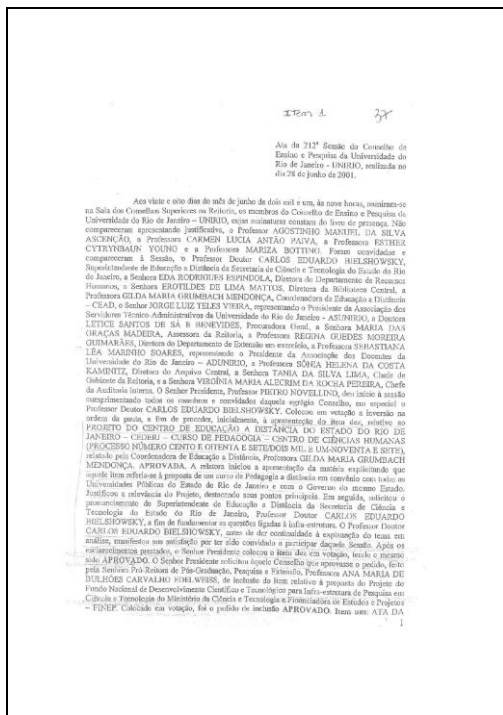 Item 1 37
Ata da 212ª Sessão do Conselho de
Ensino e Pesquisa da Universidade do
Rio de Janeiro - UNIRIO, realizada no
dia 28 de junho de 2001.
Aos vinte e oito dias do mês de junho de dois mil e um, às nove horas, reuniram-se
na Sala dos Conselhos Superiores na Reitoria, os membros do Conselho de Ensino e Pesquisa da
Universidade do Rio de Janeiro – UNIRIO, cujas assinaturas constam do livro de presença. Não
compareceram apresentando justificativa, o Professor AGOSTINHO MANUEL DA SILVA
ASCENÇÃO, a Professora CARMEN LUCIA ANTÃO PAIVA, a Professora ESTHER
CYTRYNBAUN YOUNG e a Professora MARIZA BOTTINO. Foram convidados e
compareceram à Sessão, o Professor Doutor CARLOS EDUARDO BIELSHOWSKY,
Superintendente de Educação a Distância da Secretaria de Ciência e Tecnologia do Estado do Rio
de Janeiro, a Senhora EDA RODRIGUES ESPINDOLA, Diretora do Departamento de Recursos
Humanos, a Senhora EROTILDES DE LIMA MATTOS, Diretora da Biblioteca Central, a
Professora GILDA MARIA GRUMBACH MENDONÇA, Coordenadora de Educação a Distância
– CEAD, o Senhor JORGE LUIZ TELES VIEIRA, representando o Presidente da Associação dos
Servidores Técnico-Administrativos da Universidade do Rio de Janeiro - ASUNIRIO, a Doutora
LETICE SANTOS DE SÁ E BENEVIDES, Procuradora Geral, a Senhora MARIA DAS
GRAÇAS MADEIRA, Assessora da Reitoria, a Professora REGINA GUEDES MOREIRA
GUIMARÃES, Diretora do Departamento de Extensão em exercício, a Professora SEBASTIANA
LÉA MARINHO SOARES, representando o Presidente da Associação dos Docentes da
Universidade do Rio de Janeiro – ADUNIRIO, a Professora SÔNIA HELENA DA COSTA
KAMINITZ, Diretora do Arquivo Central, a Senhora TANIA DA SILVA LIMA, Chefe de
Gabinete da Reitoria, e a Senhora VIRGÍNIA MARIA ALECRIM DA ROCHA PEREIRA, Chefe
da Auditoria Interna. O Senhor Presidente, Professor PIETRO NOVELLINO, deu início à sessão
cumprimentando todos os membros e convidados daquele egrégio Conselho, em especial o
Professor Doutor CARLOS EDUARDO BIELSHOWSKY. Colocou em votação a inversão na
ordem da pauta, a fim de proceder, inicialmente, à apresentação do item dez, relativo ao
PROJETO DO CENTRO DE EDUCAÇÃO A DISTÂNCIA DO ESTADO DO RIO DE
JANEIRO – CEDERJ – CURSO DE PEDAGOGIA – CENTRO DE CIÊNCIAS HUMANAS
(PROCESSO NÚMERO CENTO E OITENTA E SETE/DOIS MIL E UM-NOVENTA E SETE),
relatado pela Coordenadora de Educação a Distância, Professora GILDA MARIA GRUMBACH
MENDONÇA. APROVADA. A relatora iniciou a apresentação da matéria explicitando que
aquele item referia-se à proposta de um curso de Pedagogia a distância em convênio com todas as
Universidades Públicas do Estado do Rio de Janeiro e com o Governo do mesmo Estado.
Justificou a relevância do Projeto, destacando seus pontos principais. Em seguida, solicitou o
pronunciamento do Superintendente de Educação a Distância da Secretaria de Ciência e
Tecnologia do Estado do Rio de Janeiro, Professor Doutor CARLOS EDUARDO
BIELSHOWSKY, a fim de fundamentar as questões ligadas à infra-estrutura. O Professor Doutor
CARLOS EDUARDO BIELSHOWSKY, antes de dar continuidade à explanação do tema em
análise, manifestou sua satisfação por ter sido convidado a participar daquela Sessão. Após os
esclarecimentos prestados, o Senhor Presidente colocou o item dez em votação, tendo o mesmo
sido APROVADO. O Senhor Presidente solicitou àquele Conselho que aprovasse o pedido, feito
pela Senhora Pró-Reitora de Pós-Graduação, Pesquisa e Extensão, Professora ANA MARIA DE
BULHÕES CARVALHO EDELWEISS, de inclusão do item relativo à proposta do Projeto do
Fundo Nacional de Desenvolvimento Científico e Tecnológico para Infra-estrutura de Pesquisa em
Ciência e Tecnologia do Ministério da Ciência e Tecnologia e Financiadora de Estudos e Projetos
– FINEP. Colocado em votação, foi o pedido de inclusão APROVADO. Item um: ATA DA
1